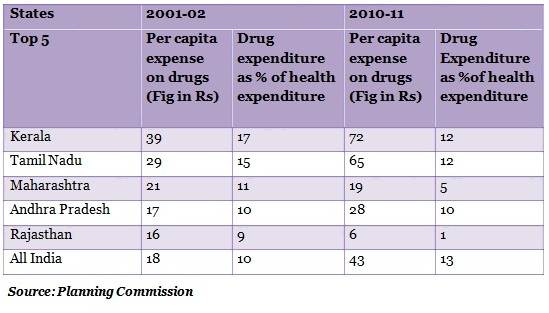 States 2001-02 2010-11
Top 5 Per capita Drug Per capita Drug
expense expenditure expense Expenditure
on drugs as % of health on drugs as %of health
(Fig in Rs) expenditure (Fig in Rs) expenditure
Kerala 39 17 72 12
Tamil Nadu 29 15 65 12
Maharashtra 21 11 19 5
Andhra Pradesh 17 10 28 10
Rajasthan 16 9 6 1
All India 18 10 43 13
Source: Planning Commission